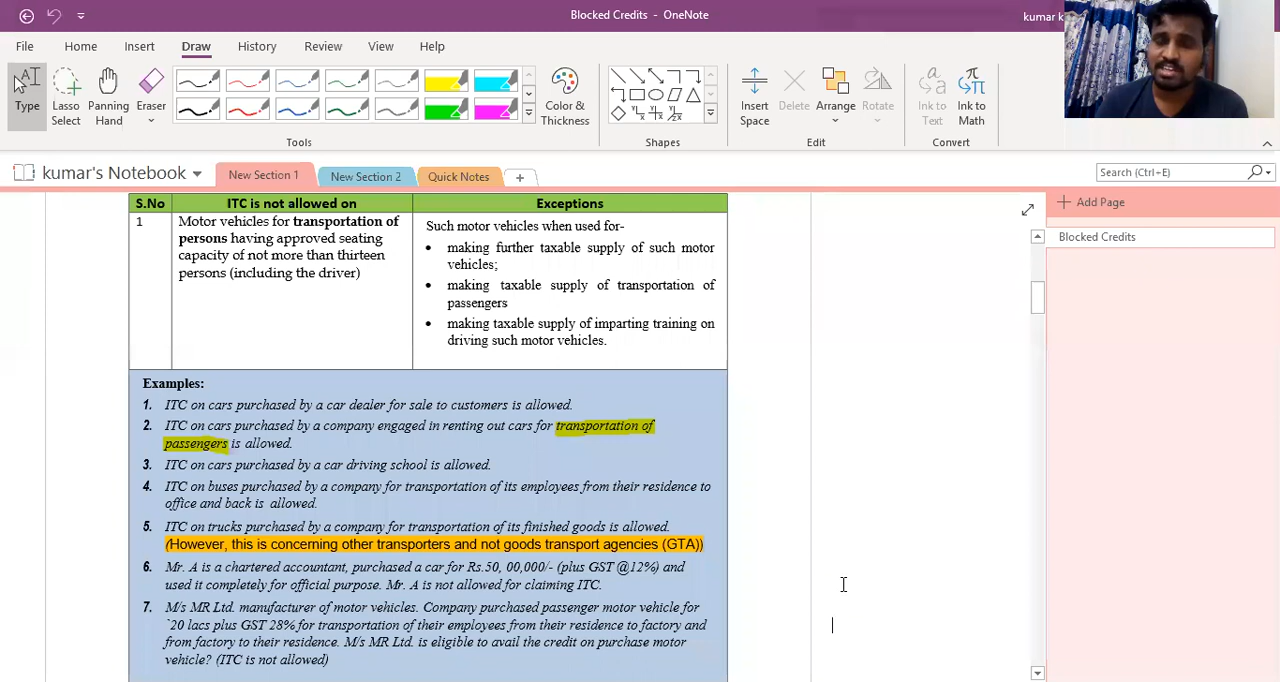 Blocked Credits - OneNote
kumar k
File Home Insert Draw History Review View Help
Type
Lasso Select
Panning Hand
Eraser
Color & Thickness
Insert Space
Delete
Arrange
Rotate
Ink to Text
Ink to Math
Tools Shapes Edit Convert
kumar's Notebook New Section 1 New Section 2 Quick Notes
Search (Ctrl+E)
Add Page
Blocked Credits
S.No ITC is not allowed on Exceptions
1
Motor vehicles for transportation of
persons having approved seating
capacity of not more than thirteen
persons (including the driver)
Such motor vehicles when used for-
• making further taxable supply of such motor
vehicles;
• making taxable supply of transportation of
passengers
• making taxable supply of imparting training on
driving such motor vehicles.
Examples:
1. ITC on cars purchased by a car dealer for sale to customers is allowed.
2. ITC on cars purchased by a company engaged in renting out cars for transportation of
passengers is allowed.
3. ITC on cars purchased by a car driving school is allowed.
4. ITC on buses purchased by a company for transportation of its employees from their residence to
office and back is allowed.
5. ITC on trucks purchased by a company for transportation of its finished goods is allowed.
(However, this is concerning other transporters and not goods transport agencies (GTA))
6. Mr. A is a chartered accountant, purchased a car for Rs.50, 00,000/- (plus GST @12%) and
used it completely for official purpose. Mr. A is not allowed for claiming ITC.
7. M/s MR Ltd. manufacturer of motor vehicles. Company purchased passenger motor vehicle for
`20 lacs plus GST 28% for transportation of their employees from their residence to factory and
from factory to their residence. M/s MR Ltd. is eligible to avail the credit on purchase motor
vehicle? (ITC is not allowed)